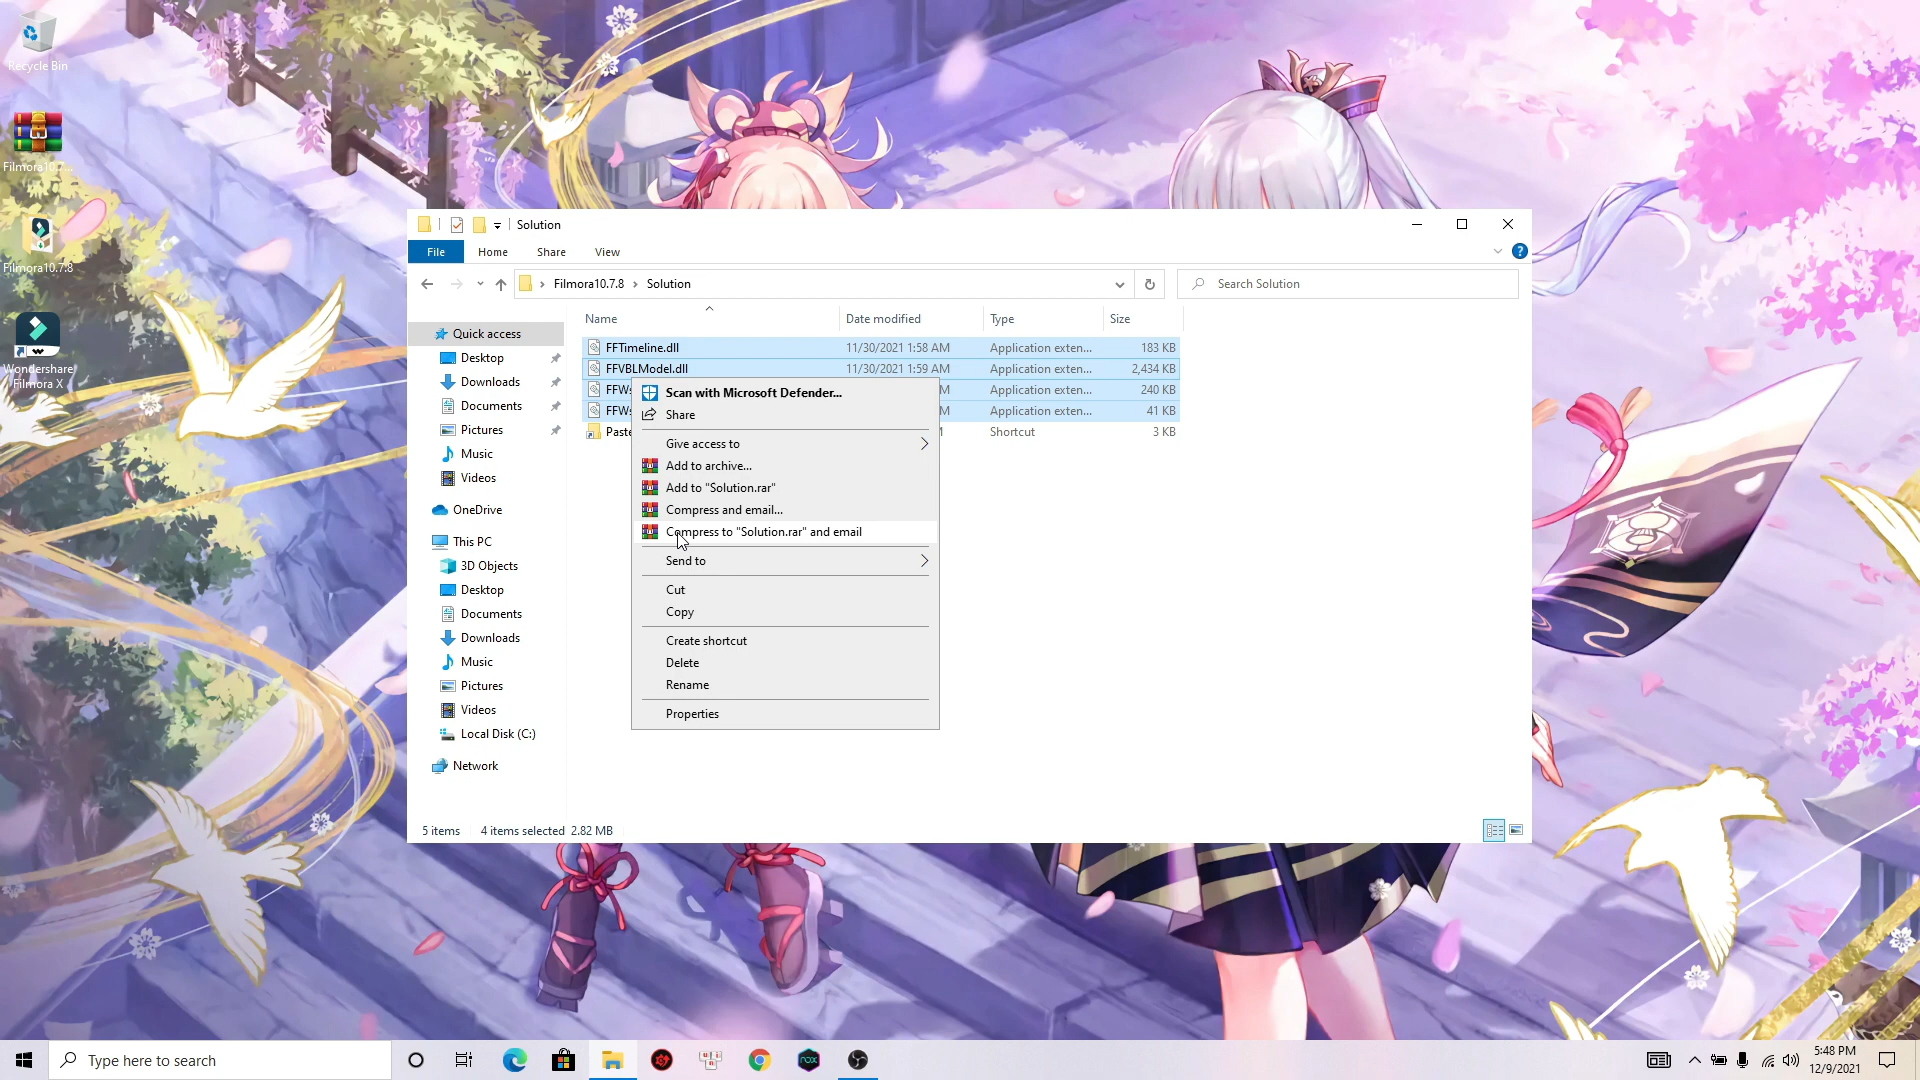 Recycle Bin
Filmora10.7...
Filmora10.7.8
Wondershare
Filmora X
Solution
File
Home
Share
View
Filmora10.7.8
Solution
Search Solution
Name
Date modified
Type
Size
Quick access
Desktop
Downloads
Documents
Pictures
Music
Videos
OneDrive
This PC
3D Objects
Desktop
Documents
Downloads
Music
Pictures
Videos
Local Disk (C:)
Network
FFTimeline.dll 11/30/2021 1:58 AM Application exten... 183 KB
FFVBLModel.dll 11/30/2021 1:59 AM Application exten... 2,434 KB
M Application exten... 240 KB
M Application exten... 41 KB
Shortcut 3 KB
Scan with Microsoft Defender...
Share
Give access to
Add to archive...
Add to "Solution.rar"
Compress and email...
Compress to "Solution.rar" and email
Send to
Cut
Copy
Create shortcut
Delete
Rename
Properties
5 items
4 items selected 2.82 MB
Type here to search
nox
5:48 PM
12/9/2021